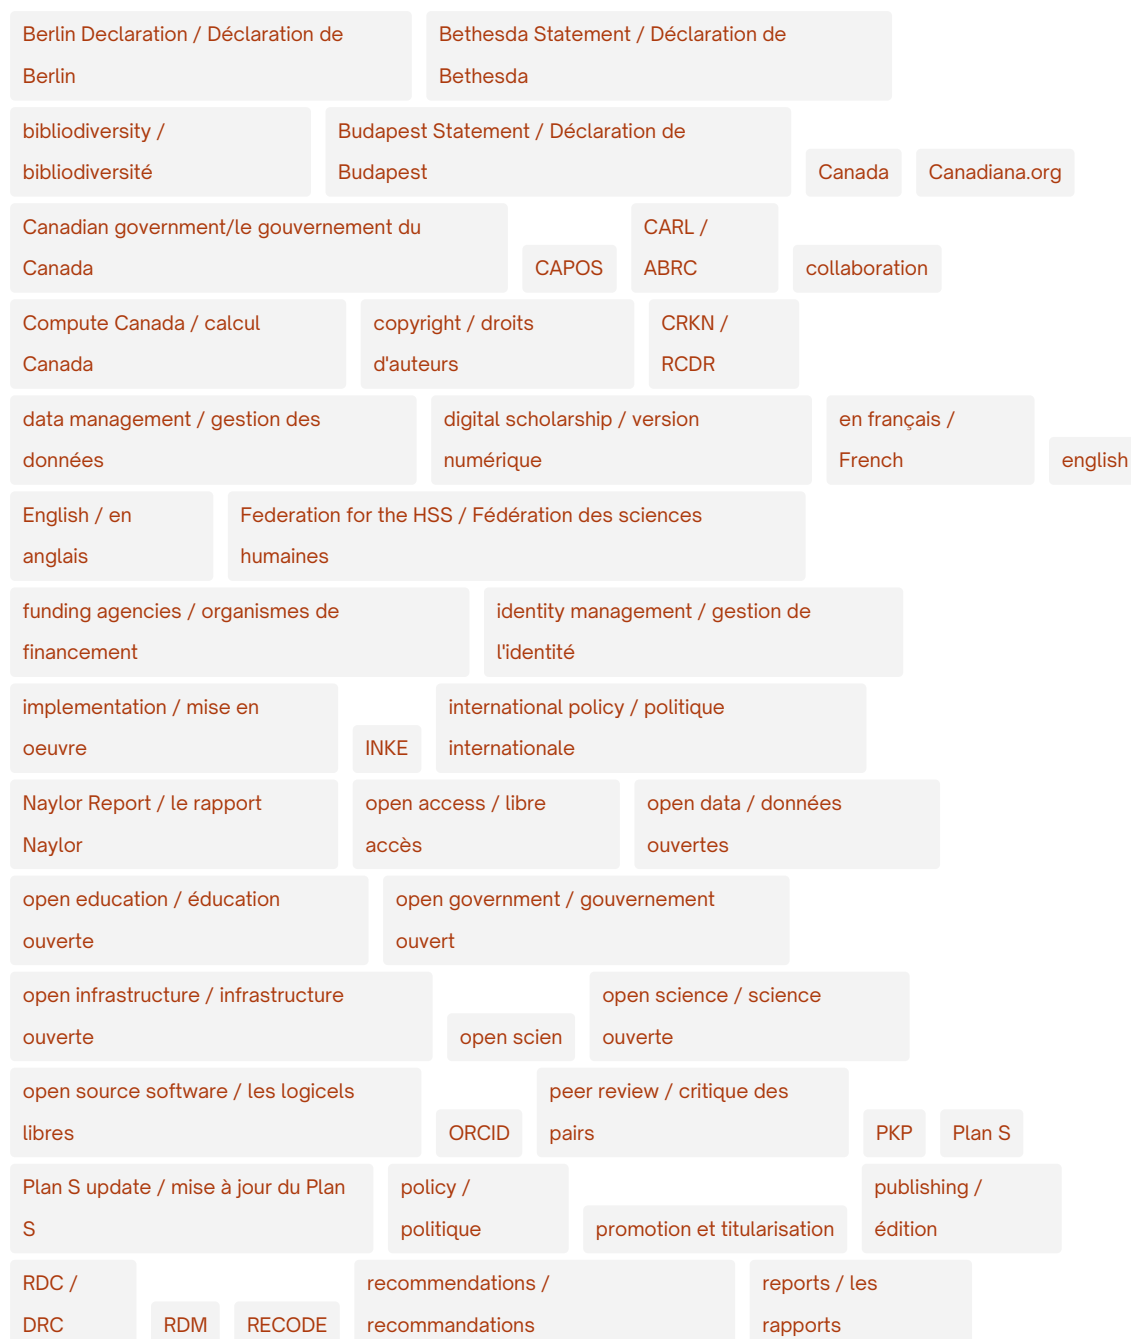 Berlin Declaration / Déclaration de
Berlin
Bethesda Statement / Déclaration de
Bethesda
bibliodiversity /
bibliodiversité
Budapest Statement / Déclaration de
Budapest
Canada
Canadiana.org
Canadian government/le gouvernement du
Canada
CAPOS
CARL /
ABRC
collaboration
Compute Canada / calcul
Canada
copyright / droits
d'auteurs
CRKN /
RCDR
data management / gestion des
données
digital scholarship / version
numérique
en français /
French
english
English / en
anglais
Federation for the HSS / Fédération des sciences
humaines
funding agencies / organismes de
financement
identity management / gestion de
l'identité
implementation / mise en
oeuvre
INKE
international policy / politique
internationale
Naylor Report / le rapport
Naylor
open access / libre
accès
open data / données
ouvertes
open education / éducation
ouverte
open government / gouvernement
ouvert
open infrastructure / infrastructure
ouverte
open scien
open science / science
ouverte
open source software / les logicels
libres
ORCID
peer review / critique des
pairs
PKP
Plan S
Plan S update / mise à jour du Plan
S
policy /
politique
promotion et titularisation
publishing /
édition
RDC /
DRC
RDM
RECODE
recommendations /
recommandations
reports / les
rapports